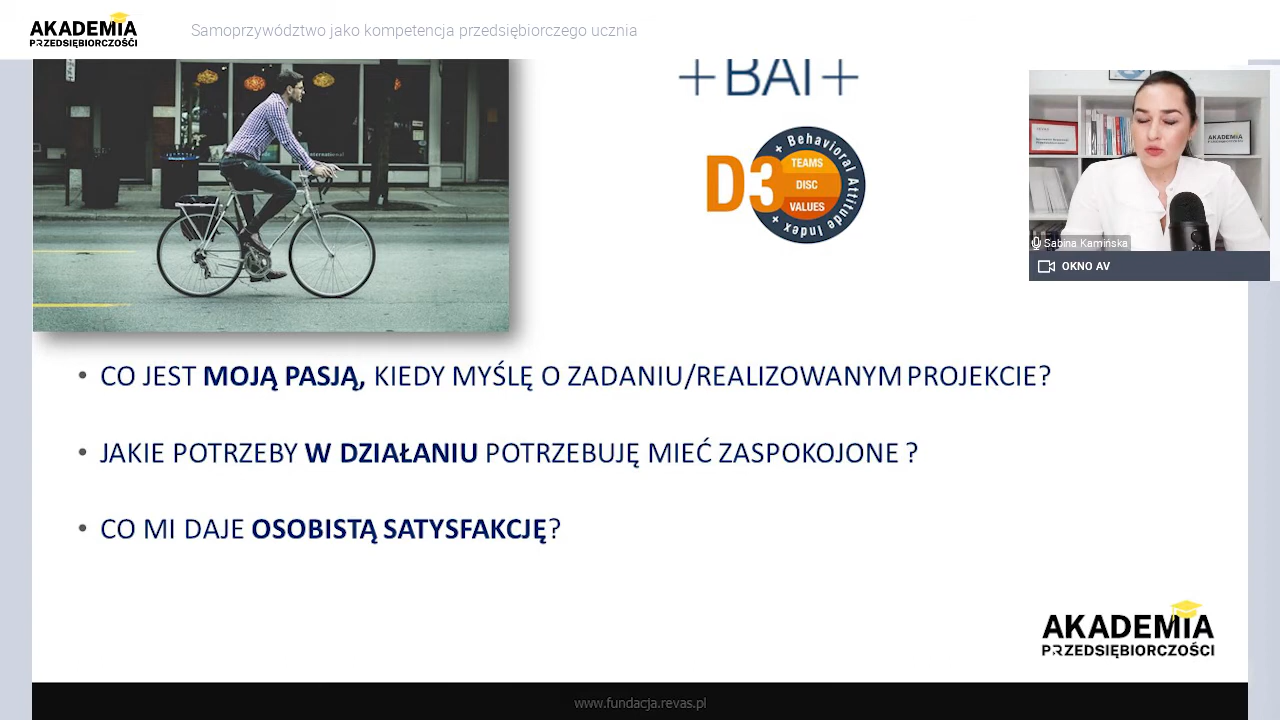 AKADEMIA
PRZEDSIĘBIORCZOŚCI
Samoprzywództwo jako kompetencja przedsiębiorczego ucznia
+BAI+
D3
TEAMS
DISC
VALUES
+ Behavioral Attitude Index +
AKADEMIA
Sabina Kamińska
OKNO AV
• CO JEST MOJĄ PASJĄ, KIEDY MYŚLĘ O ZADANIU/REALIZOWANYM PROJEKCIE?
• JAKIE POTRZEBY W DZIAŁANIU POTRZEBUJĘ MIEĆ ZASPOKOJONE ?
• CO MI DAJE OSOBISTĄ SATYSFAKCJĘ?
AKADEMIA
PRZEDSIĘBIORCZOŚCI
www.fundacja.revas.pl